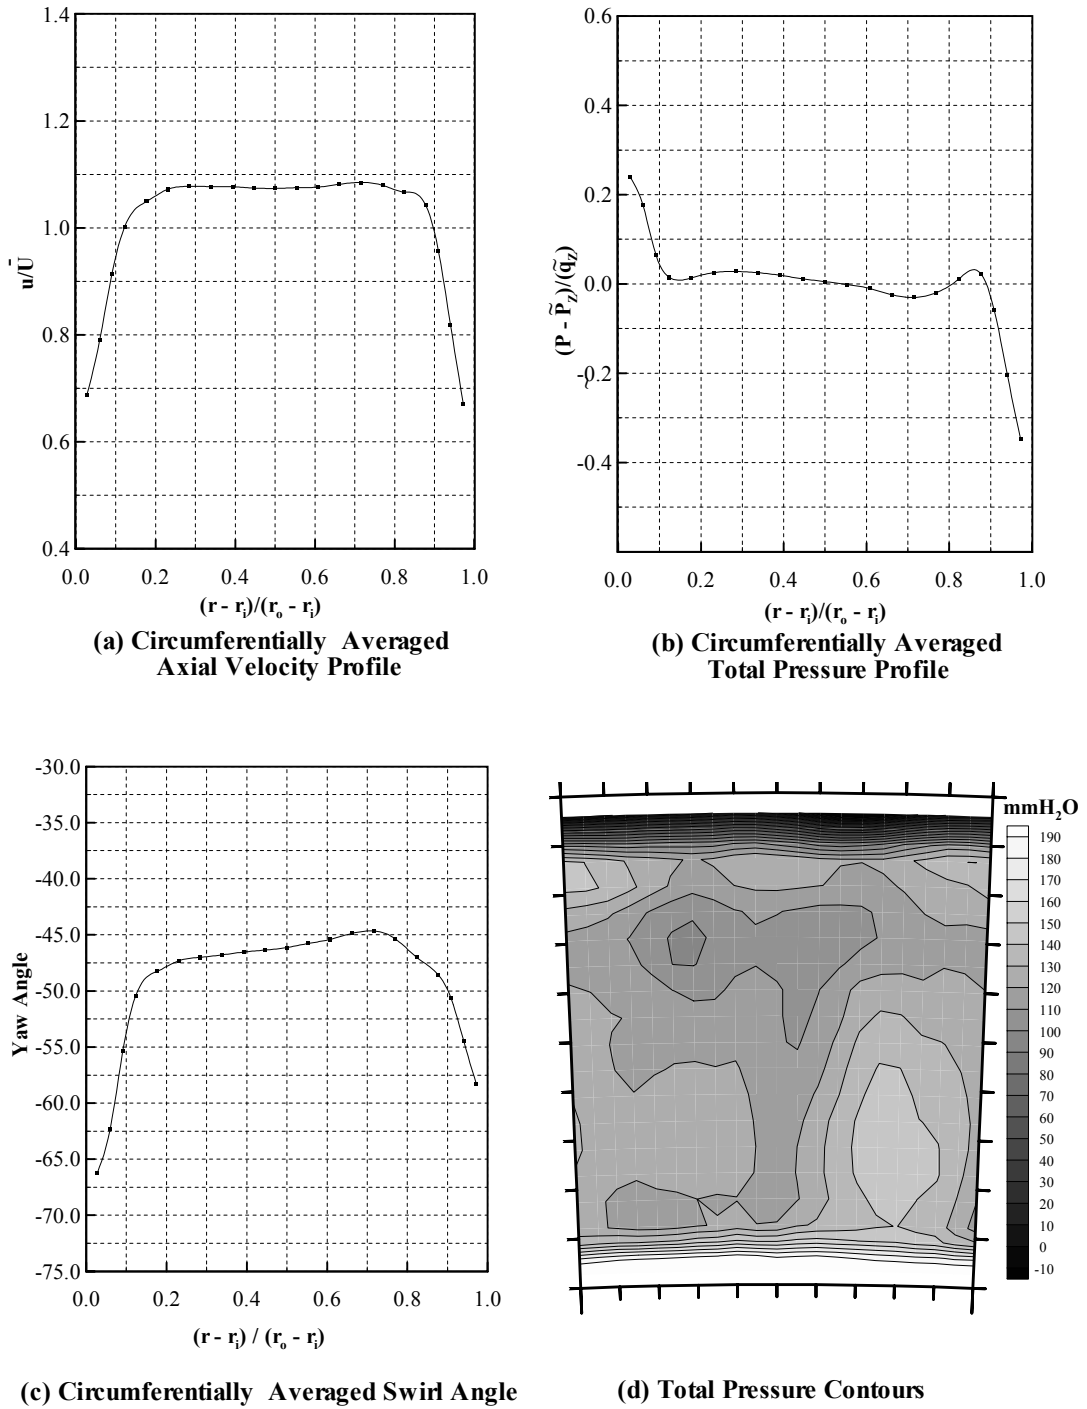 1.4
1.2
1.0
0.8
0.6
0.4
u/Ū
0.0 0.2 0.4 0.6 0.8 1.0
(r - rᵢ)/(rₒ - rᵢ)
(a) Circumferentially Averaged
Axial Velocity Profile
0.6
0.4
0.2
0.0
-0.2
-0.4
(P - P̃_Z)/(q̃_Z)
0.0 0.2 0.4 0.6 0.8 1.0
(r - rᵢ)/(rₒ - rᵢ)
(b) Circumferentially Averaged
Total Pressure Profile
-30.0
-35.0
-40.0
-45.0
-50.0
-55.0
-60.0
-65.0
-70.0
-75.0
Yaw Angle
0.0 0.2 0.4 0.6 0.8 1.0
(r - rᵢ) / (rₒ - rᵢ)
(c) Circumferentially Averaged Swirl Angle
mmH₂O
190
180
170
160
150
140
130
120
110
100
90
80
70
60
50
40
30
20
10
0
-10
(d) Total Pressure Contours